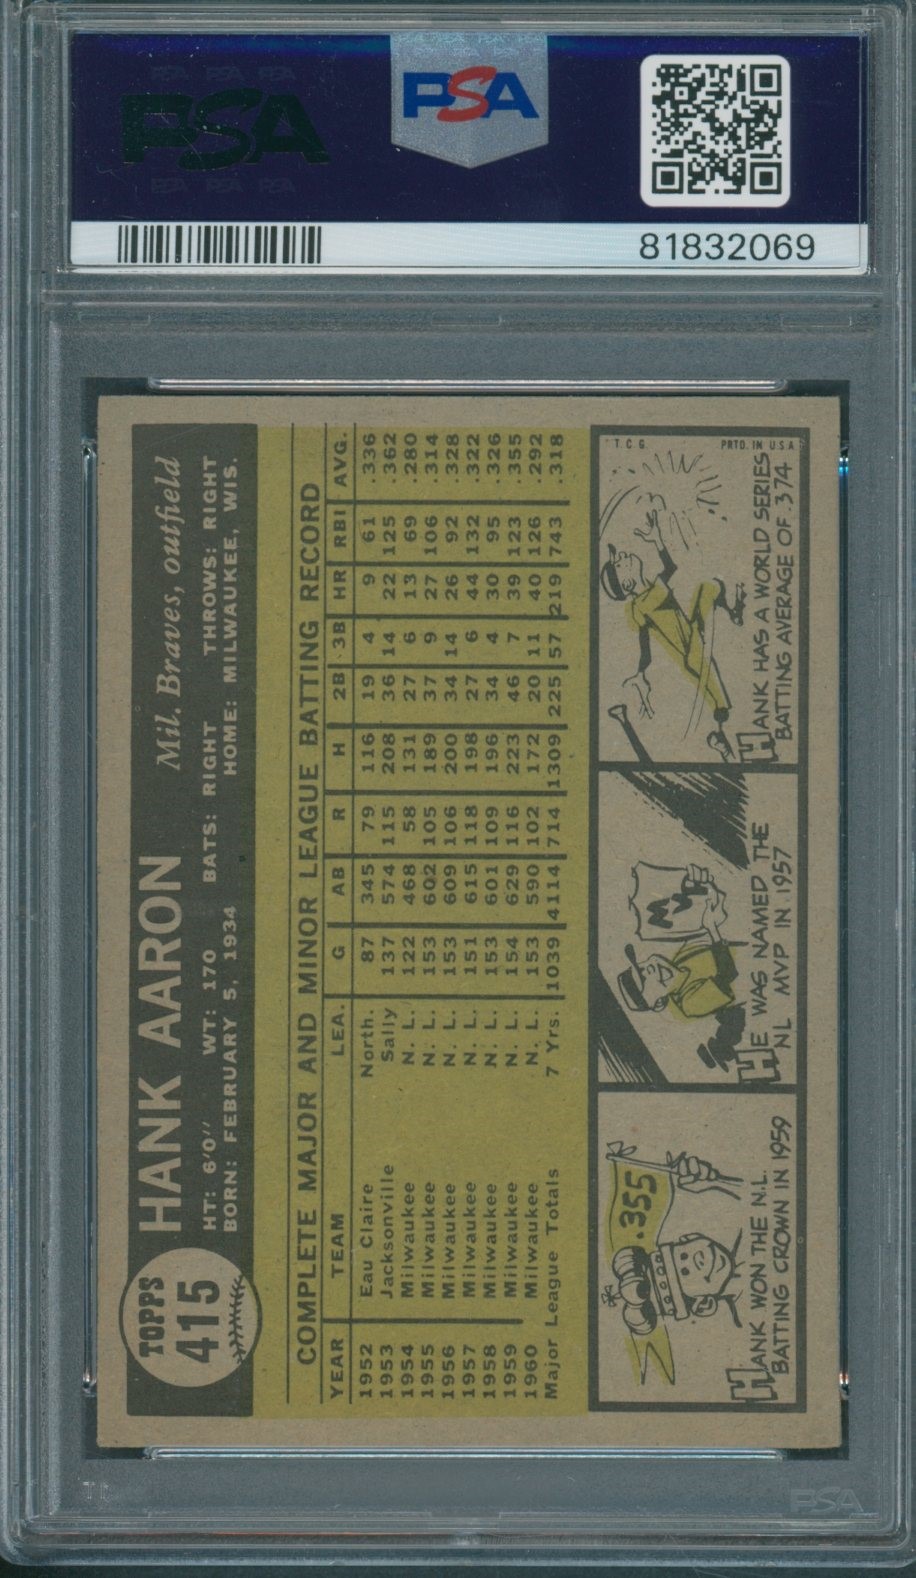 PSA
PSA
81832069
TOPPS
415
HANK AARON Mil. Braves, outfield
HT: 6'0" WT: 170 BATS: RIGHT THROWS: RIGHT
BORN: FEBRUARY 5, 1934 HOME: MILWAUKEE, WIS.
COMPLETE MAJOR AND MINOR LEAGUE BATTING RECORD
YEAR TEAM LEA. G AB R H 2B 3B HR RBI AVG.
1952 Eau Claire North. 87 345 79 116 19 4 9 61 .336
1953 Jacksonville Sally 137 574 115 208 36 14 22 125 .362
1954 Milwaukee N. L. 122 468 58 131 27 6 13 69 .280
1955 Milwaukee N. L. 153 602 105 189 37 9 27 106 .314
1956 Milwaukee N. L. 153 609 106 200 34 14 26 92 .328
1957 Milwaukee N. L. 151 615 118 198 27 6 44 132 .322
1958 Milwaukee N. L. 153 601 109 196 34 4 30 95 .326
1959 Milwaukee N. L. 154 629 116 223 46 7 39 123 .355
1960 Milwaukee N. L. 153 590 102 172 20 11 40 126 .292
Major League Totals 7 Yrs. 1039 4114 714 1309 225 57 219 743 .318
.355
HANK WON THE N.L.
BATTING CROWN IN 1959
MVP
HE WAS NAMED THE
NL MVP IN 1957
T.C.G. PRTD. IN U.S.A.
HANK HAS A WORLD SERIES
BATTING AVERAGE OF .374
PSA